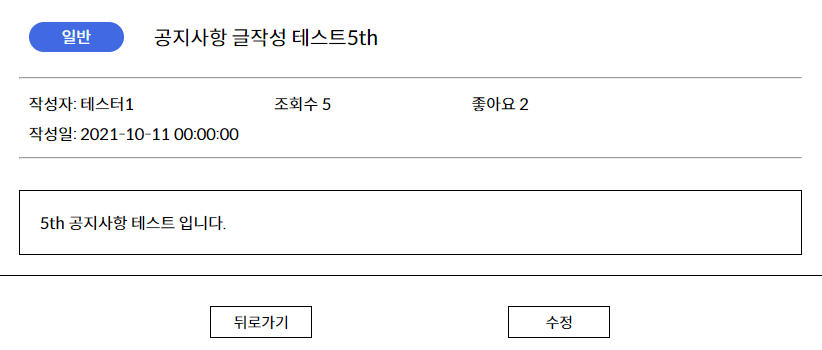 일반 공지사항 글작성 테스트5th
작성자: 테스터1 조회수 5 좋아요 2
작성일: 2021-10-11 00:00:00
5th 공지사항 테스트 입니다.
뒤로가기 수정